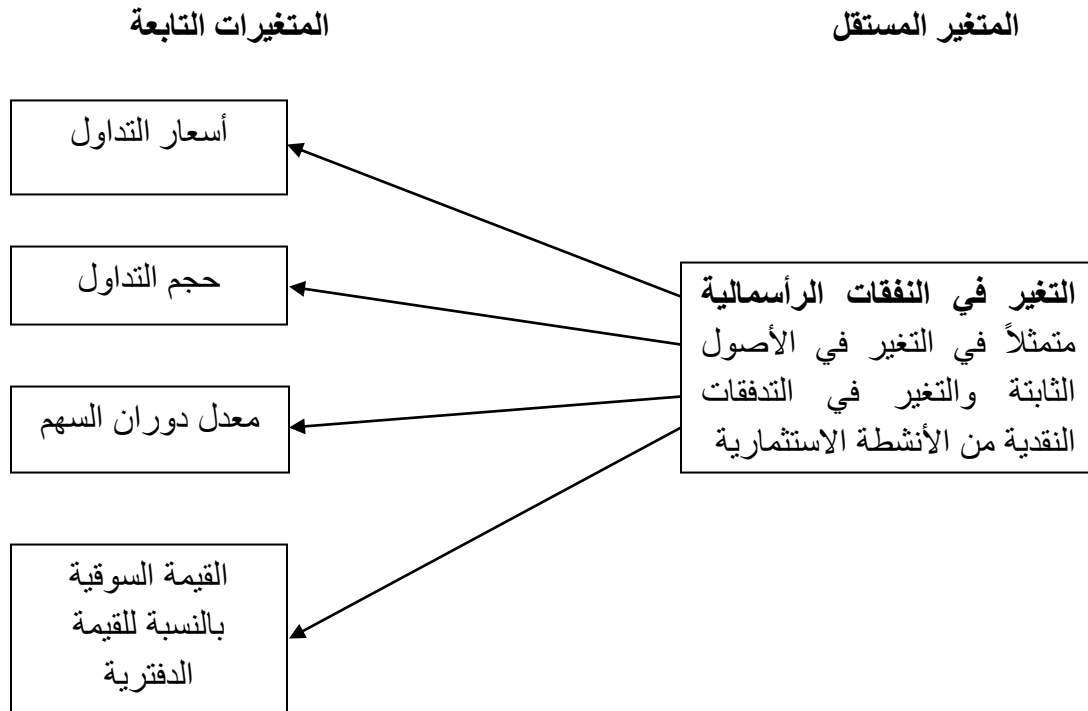 المتغير المستقل
المتغيرات التابعة
التغير في النفقات الرأسمالية
متمثلاً في التغير في الأصول
الثابتة والتغير في التدفقات
النقدية من الأنشطة الاستثمارية
أسعار التداول
حجم التداول
معدل دوران السهم
القيمة السوقية
بالنسبة للقيمة
الدفترية